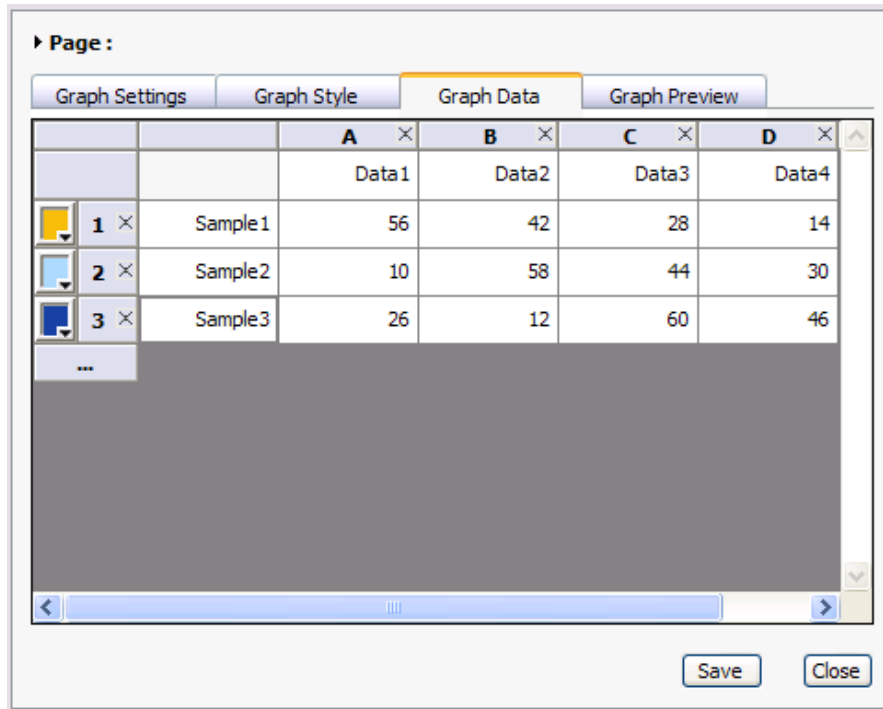 Page :
Graph Settings Graph Style Graph Data Graph Preview
A B C D
Data1 Data2 Data3 Data4
1 Sample1 56 42 28 14
2 Sample2 10 58 44 30
3 Sample3 26 12 60 46
...
Save Close